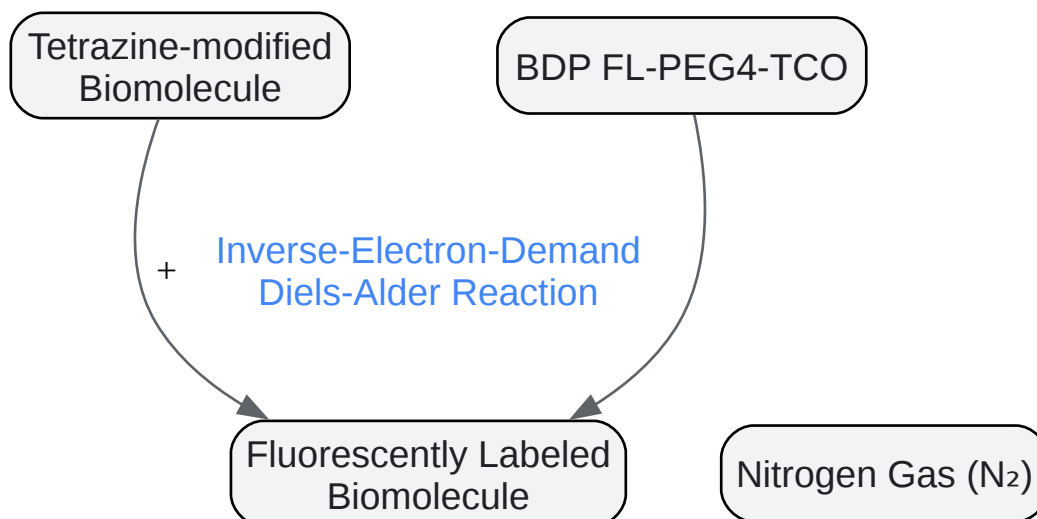 Tetrazine-modified
Biomolecule
BDP FL-PEG4-TCO
+
Inverse-Electron-Demand
Diels-Alder Reaction
Fluorescently Labeled
Biomolecule
Nitrogen Gas (N₂)